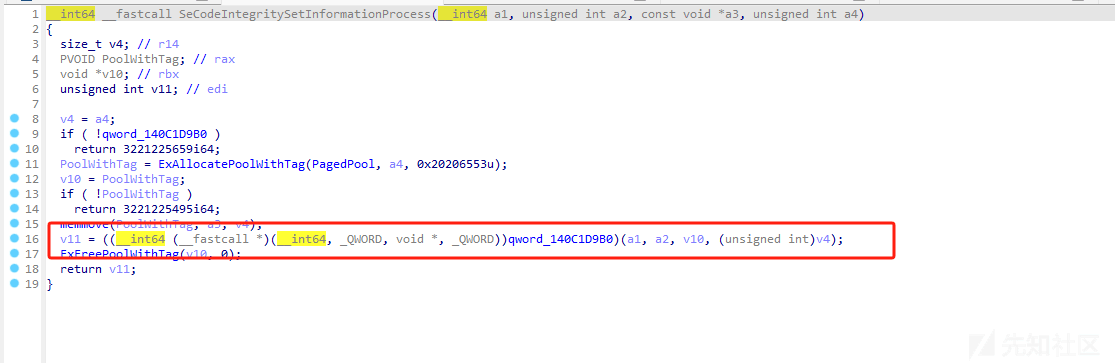 1 __int64 __fastcall SeCodeIntegritySetInformationProcess(__int64 a1, unsigned int a2, const void *a3, unsigned int a4)
2 {
3 size_t v4; // r14
4 PVOID PoolWithTag; // rax
5 void *v10; // rbx
6 unsigned int v11; // edi
7
8 v4 = a4;
9 if ( !qword_140C1D9B0 )
10 return 3221225659i64;
11 PoolWithTag = ExAllocatePoolWithTag(PagedPool, a4, 0x20206553u);
12 v10 = PoolWithTag;
13 if ( !PoolWithTag )
14 return 3221225495i64;
15 memmove(PoolWithTag, a3, v4);
16 v11 = ((__int64 (__fastcall *)(__int64, _QWORD, void *, _QWORD))qword_140C1D9B0)(a1, a2, v10, (unsigned int)v4);
17 ExFreePoolWithTag(v10, 0);
18 return v11;
19 }
先知社区